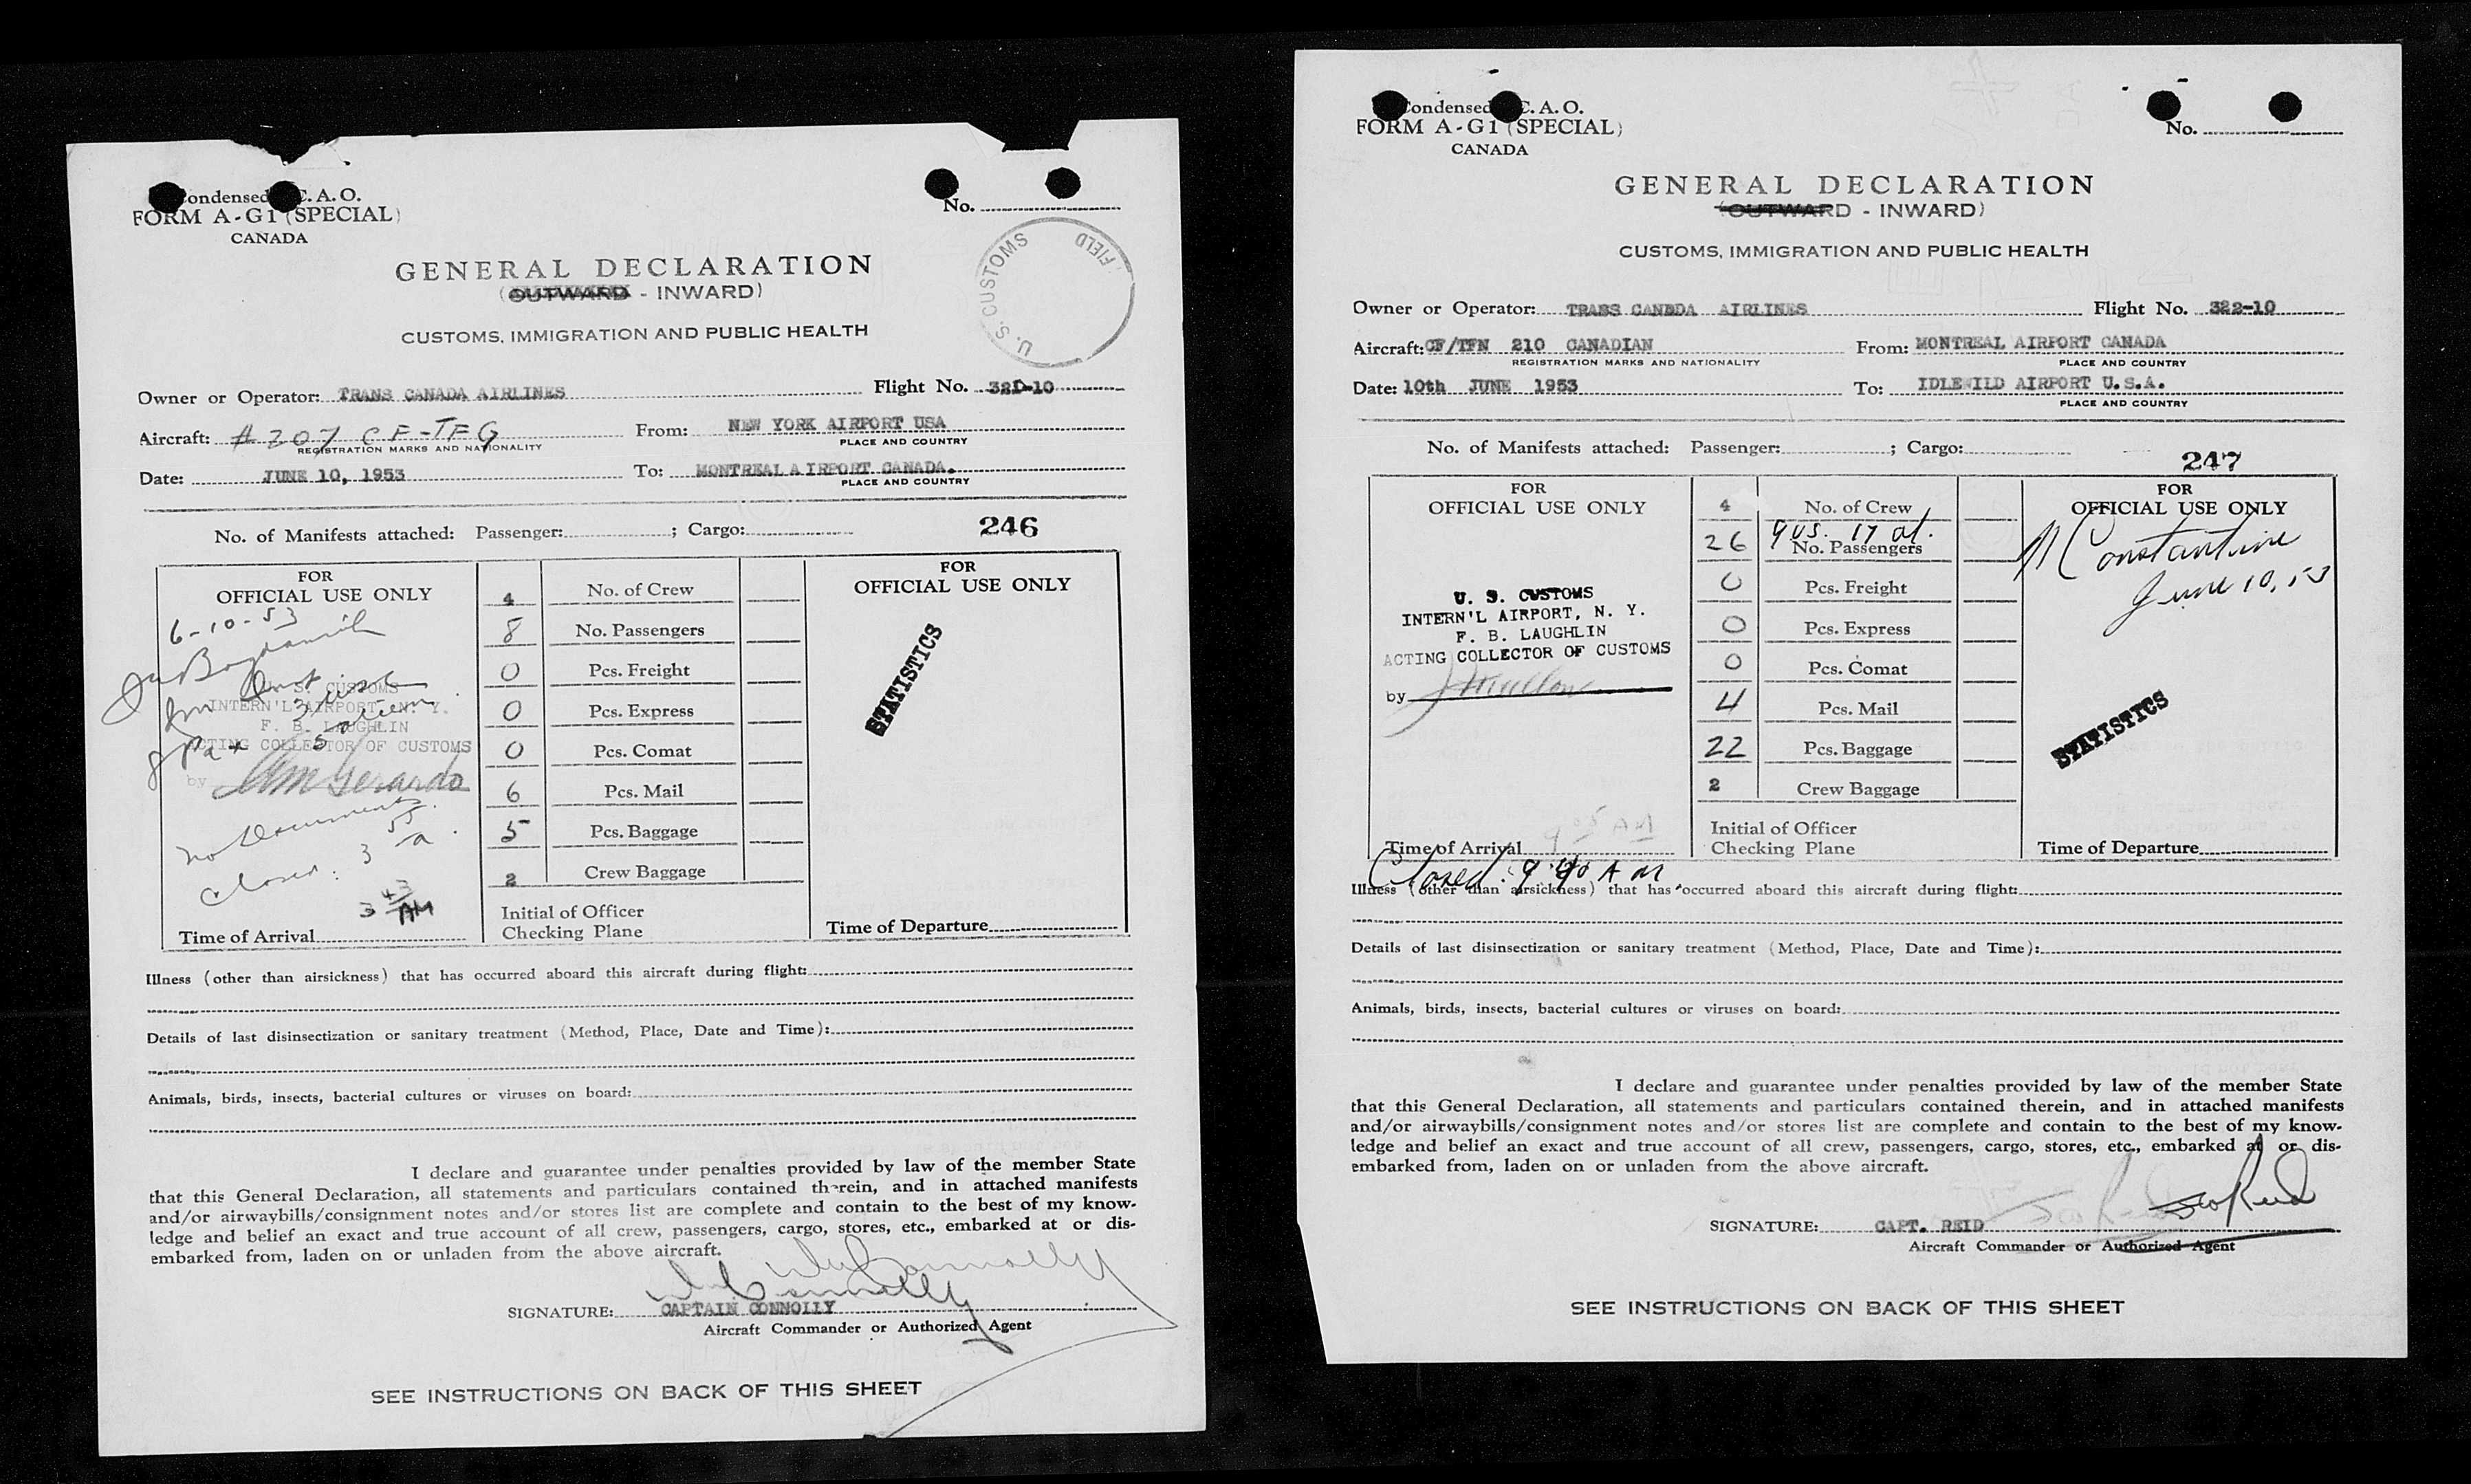 Condensed C.A.O.
FORM A-G1 (SPECIAL)
CANADA
No.
U. S. CUSTOMS FIELD
GENERAL DECLARATION
(OUTWARD - INWARD)
CUSTOMS, IMMIGRATION AND PUBLIC HEALTH
Owner or Operator: TRANS CANADA AIRLINES Flight No. 321-10
Aircraft: # 207 CF-TFG From: NEW YORK AIRPORT USA
REGISTRATION MARKS AND NATIONALITY PLACE AND COUNTRY
Date: JUNE 10, 1953 To: MONTREAL AIRPORT CANADA.
PLACE AND COUNTRY
No. of Manifests attached: Passenger: ; Cargo: 246
FOR
OFFICIAL USE ONLY
6-10-53
U. S. CUSTOMS
INTERN'L AIRPORT, N. Y.
F. B. LAUGHLIN
ACTING COLLECTOR OF CUSTOMS
by AM Gerardo
no Documents
Closed: 3 55 a.
3 43 AM
Time of Arrival
4 No. of Crew
8 No. Passengers
0 Pcs. Freight
0 Pcs. Express
0 Pcs. Comat
6 Pcs. Mail
5 Pcs. Baggage
2 Crew Baggage
Initial of Officer
Checking Plane
FOR
OFFICIAL USE ONLY
STATISTICS
Time of Departure
Illness (other than airsickness) that has occurred aboard this aircraft during flight:
Details of last disinsectization or sanitary treatment (Method, Place, Date and Time):
Animals, birds, insects, bacterial cultures or viruses on board:
I declare and guarantee under penalties provided by law of the member State
that this General Declaration, all statements and particulars contained therein, and in attached manifests
and/or airwaybills/consignment notes and/or stores list are complete and contain to the best of my know-
ledge and belief an exact and true account of all crew, passengers, cargo, stores, etc., embarked at or dis-
embarked from, laden on or unladen from the above aircraft.
SIGNATURE: CAPTAIN CONNOLLY
Aircraft Commander or Authorized Agent
SEE INSTRUCTIONS ON BACK OF THIS SHEET
Condensed C.A.O.
FORM A-G1 (SPECIAL)
CANADA
No.
GENERAL DECLARATION
(OUTWARD - INWARD)
CUSTOMS, IMMIGRATION AND PUBLIC HEALTH
Owner or Operator: TRANS CANADA AIRLINES Flight No. 322-10
Aircraft: CF/TFN 210 CANADIAN From: MONTREAL AIRPORT CANADA
REGISTRATION MARKS AND NATIONALITY PLACE AND COUNTRY
Date: 10th JUNE 1953 To: IDLEWILD AIRPORT U.S.A.
PLACE AND COUNTRY
No. of Manifests attached: Passenger: ; Cargo:
247
FOR
OFFICIAL USE ONLY
U. S. CUSTOMS
INTERN'L AIRPORT, N. Y.
F. B. LAUGHLIN
ACTING COLLECTOR OF CUSTOMS
by
Time of Arrival 9 05 AM
Closed: 9:40 AM
4 No. of Crew
9 US. 17 al.
26 No. Passengers
0 Pcs. Freight
0 Pcs. Express
0 Pcs. Comat
4 Pcs. Mail
22 Pcs. Baggage
2 Crew Baggage
Initial of Officer
Checking Plane
FOR
OFFICIAL USE ONLY
Constantine
June 10, 53
STATISTICS
Time of Departure
Illness (other than airsickness) that has occurred aboard this aircraft during flight:
Details of last disinsectization or sanitary treatment (Method, Place, Date and Time):
Animals, birds, insects, bacterial cultures or viruses on board:
I declare and guarantee under penalties provided by law of the member State
that this General Declaration, all statements and particulars contained therein, and in attached manifests
and/or airwaybills/consignment notes and/or stores list are complete and contain to the best of my know-
ledge and belief an exact and true account of all crew, passengers, cargo, stores, etc., embarked at or dis-
embarked from, laden on or unladen from the above aircraft.
SIGNATURE: CAPT. REID
Aircraft Commander or Authorized Agent
SEE INSTRUCTIONS ON BACK OF THIS SHEET